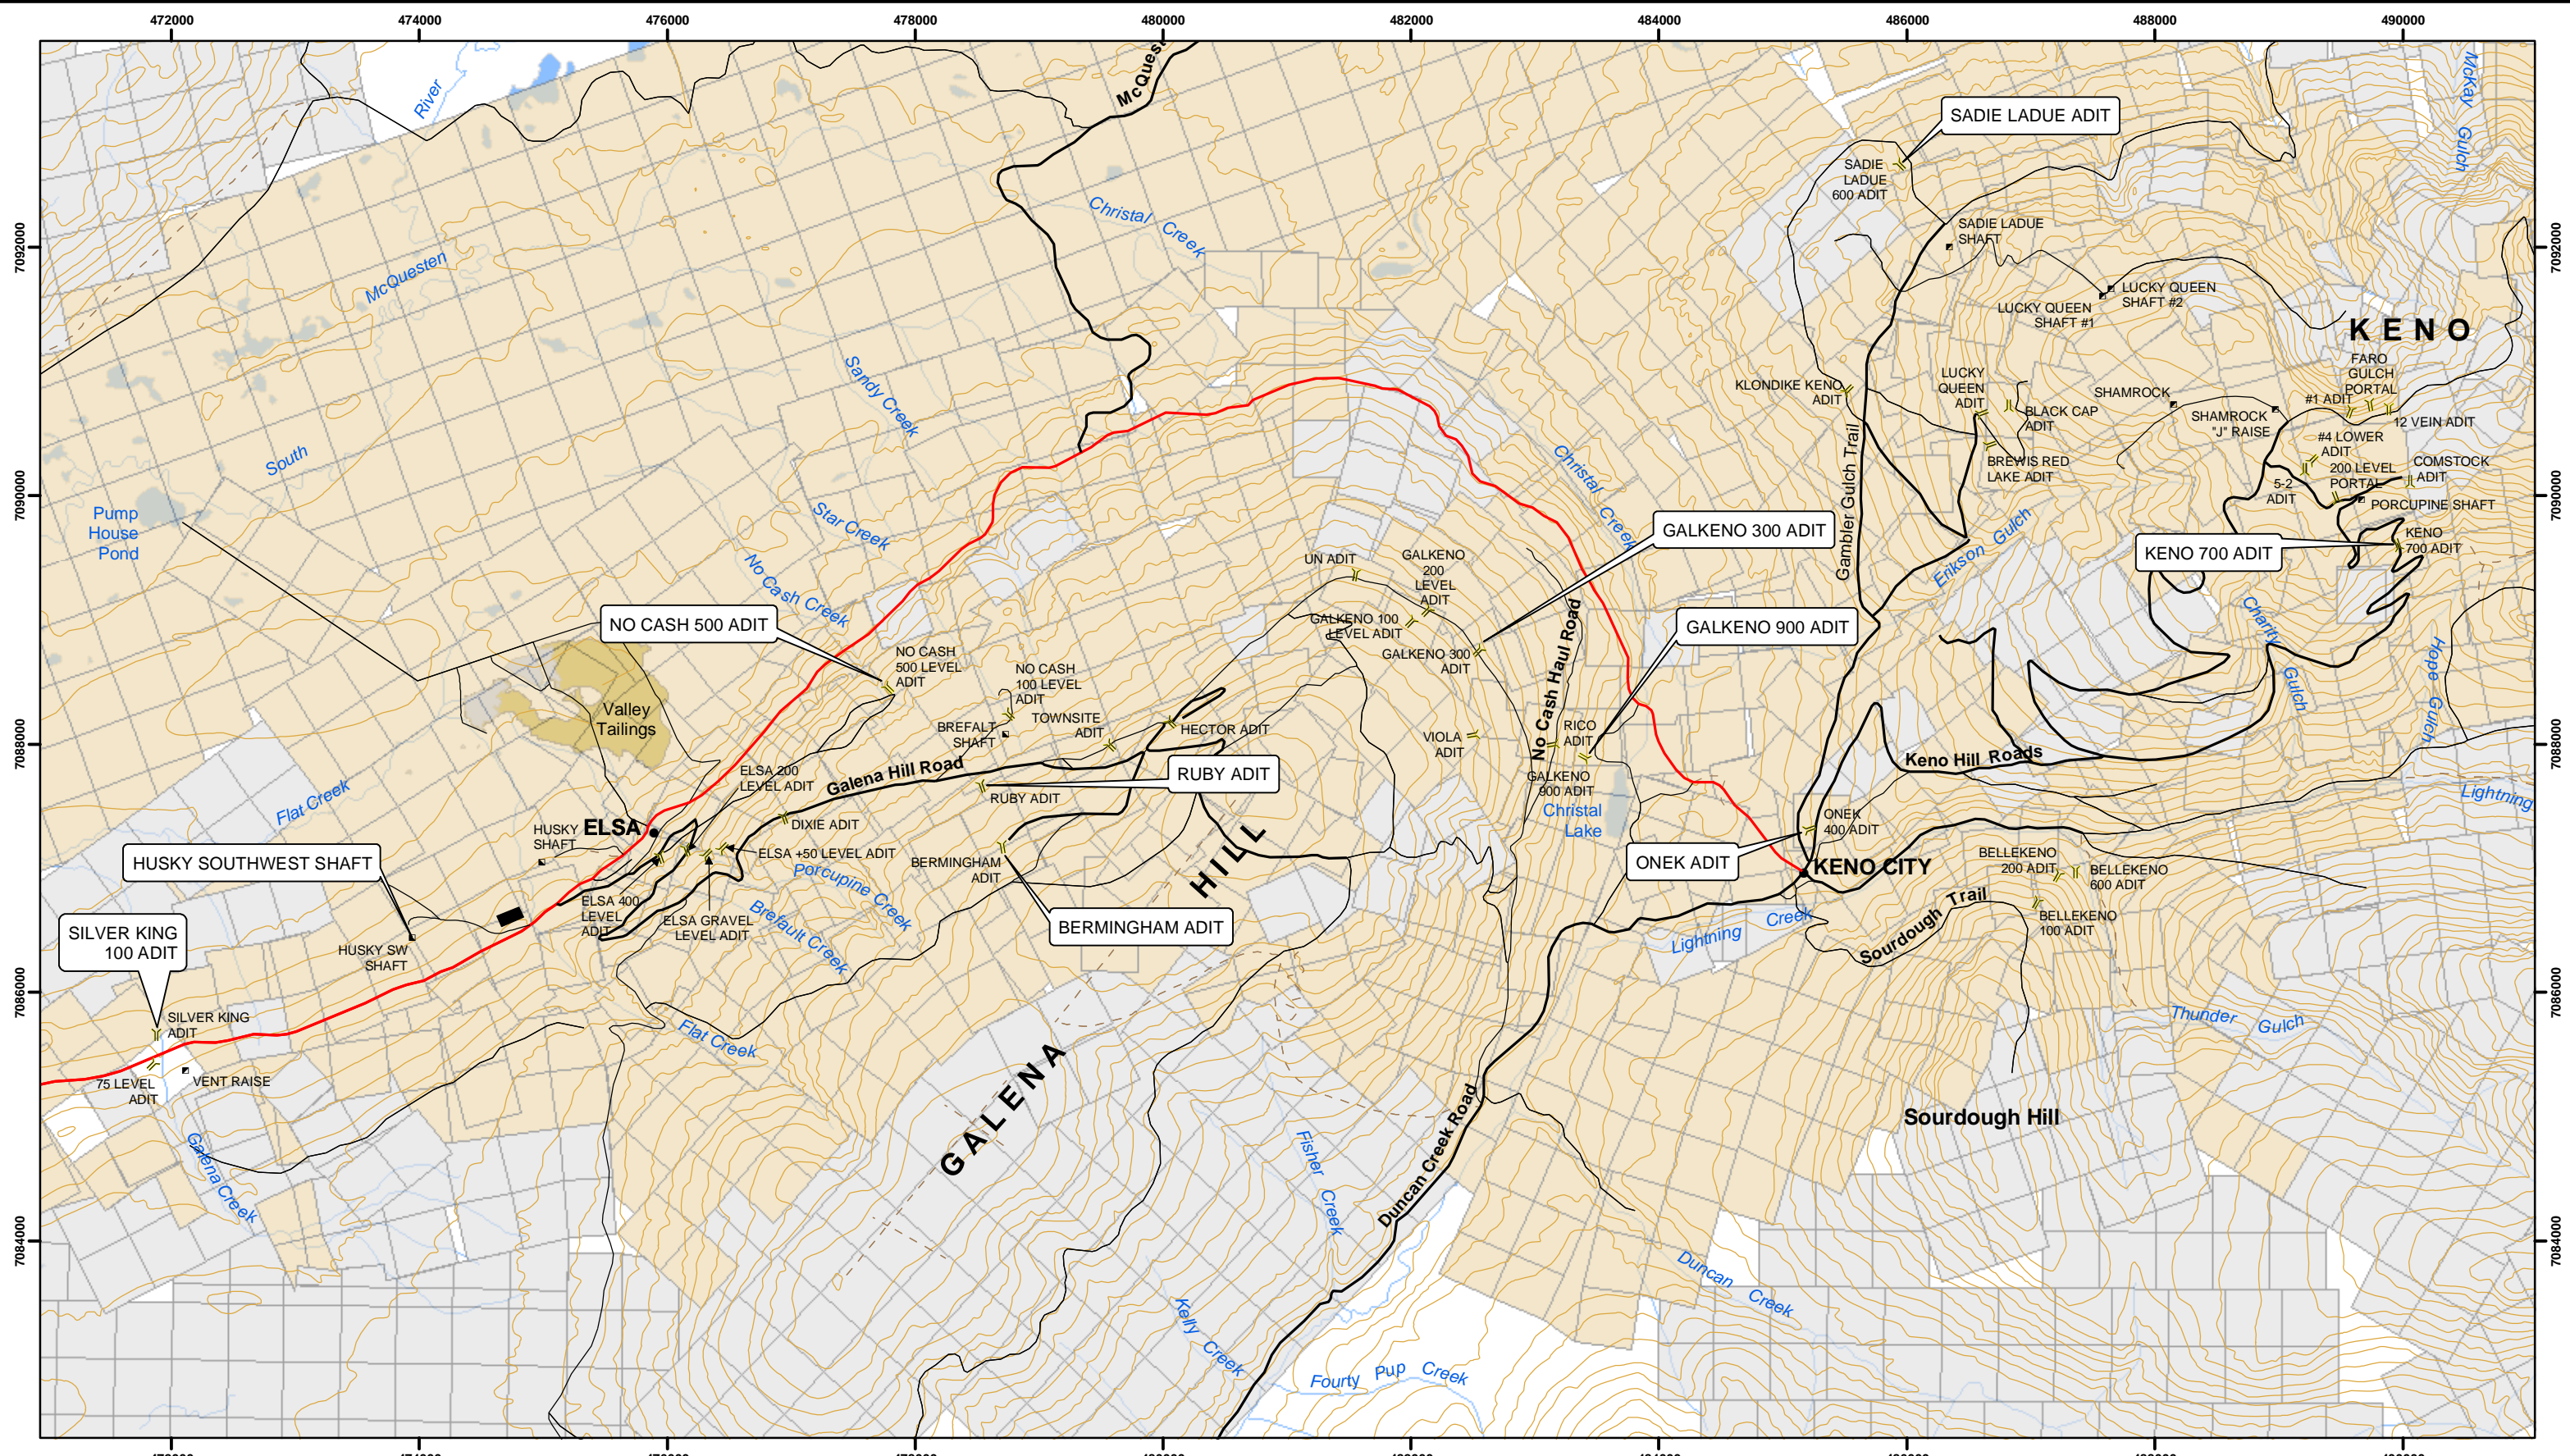 472000
474000
476000
478000
480000
482000
484000
486000
488000
490000
7092000
7090000
7088000
7086000
7084000
7092000
7090000
7088000
7086000
7084000
River
McQuest
McKay Gulch
SADIE LADUE ADIT
SADIE
LADUE
600 ADIT
Christal Creek
SADIE LADUE
SHAFT
McQuesten
LUCKY QUEEN
SHAFT #2
LUCKY QUEEN
SHAFT #1
KENO
Sandy Creek
FARO
GULCH
PORTAL
LUCKY
QUEEN
ADIT
KLONDIKE KENO
ADIT
SHAMROCK
#1 ADIT
BLACK CAP
ADIT
SHAMROCK
"J" RAISE
12 VEIN ADIT
#4 LOWER
ADIT
South
Christal Creek
Gambler Gulch Trail
BREWIS RED
LAKE ADIT
200 LEVEL
PORTAL
COMSTOCK
ADIT
5-2
ADIT
PORCUPINE SHAFT
Pump
House
Pond
Star Creek
GALKENO 300 ADIT
Erikson Gulch
KENO
700 ADIT
KENO 700 ADIT
No Cash Creek
UN ADIT
GALKENO
200
LEVEL
ADIT
NO CASH 500 ADIT
GALKENO 100
LEVEL ADIT
GALKENO 900 ADIT
Charity Gulch
Hope Gulch
NO CASH
500 LEVEL
ADIT
NO CASH
100 LEVEL
ADIT
GALKENO 300
ADIT
No Cash Haul Road
Valley
Tailings
BREFALT
SHAFT
TOWNSITE
ADIT
HECTOR ADIT
VIOLA
ADIT
RICO
ADIT
Keno Hill Roads
Galena Hill Road
ELSA 200
LEVEL ADIT
RUBY ADIT
RUBY ADIT
GALKENO
900 ADIT
Lightning
Flat Creek
Christal
Lake
ELSA
HUSKY
SHAFT
DIXIE ADIT
ONEK
400 ADIT
HUSKY SOUTHWEST SHAFT
ELSA +50 LEVEL ADIT
BERMINGHAM
ADIT
HILL
ONEK ADIT
KENO CITY
BELLEKENO
200 ADIT
BELLEKENO
600 ADIT
Porcupine Creek
ELSA 400
LEVEL
ADIT
ELSA GRAVEL
LEVEL ADIT
Brefault Creek
BERMINGHAM ADIT
Lightning Creek
Sourdough Trail
BELLEKENO
100 ADIT
SILVER KING
100 ADIT
HUSKY SW
SHAFT
SILVER KING
ADIT
Flat Creek
Thunder Gulch
75 LEVEL
ADIT
VENT RAISE
GALENA
Duncan Creek Road
Sourdough Hill
Galena Creek
Fisher Creek
Duncan Creek
Kelly Creek
Fourty Pup Creek